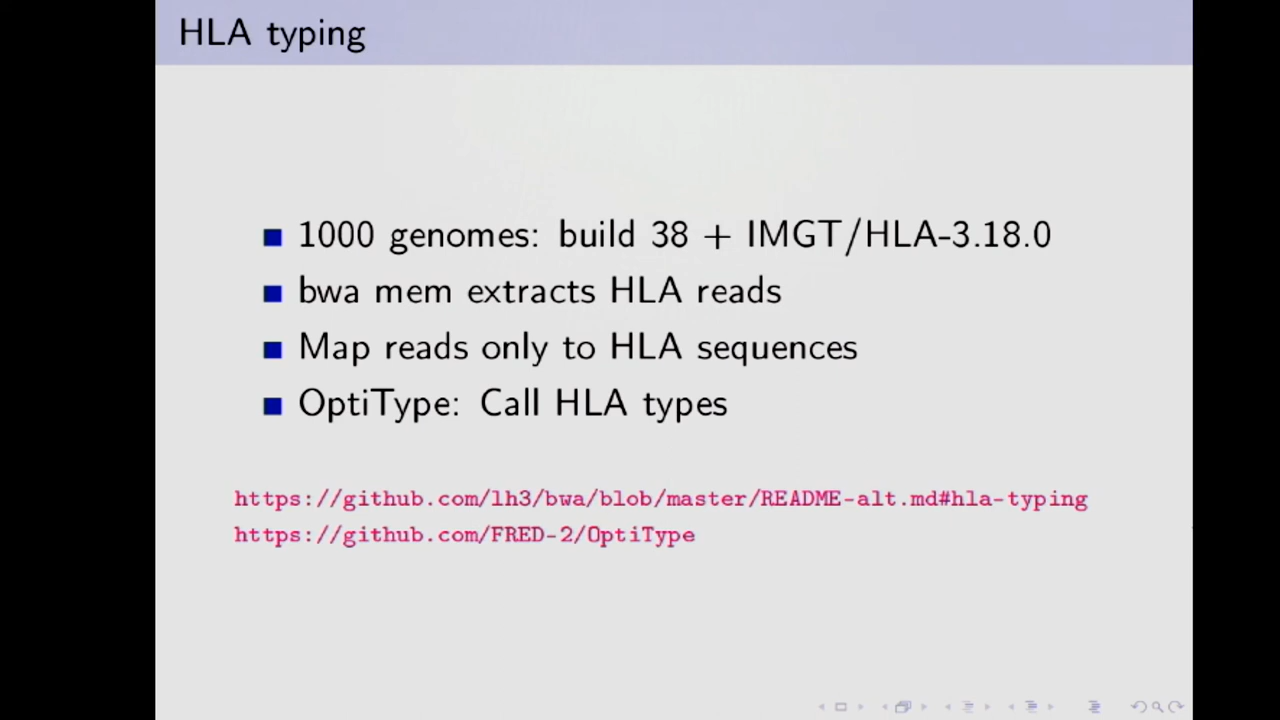 HLA typing
1000 genomes: build 38 + IMGT/HLA-3.18.0
bwa mem extracts HLA reads
Map reads only to HLA sequences
OptiType: Call HLA types
https://github.com/lh3/bwa/blob/master/README-alt.md#hla-typing
https://github.com/FRED-2/OptiType